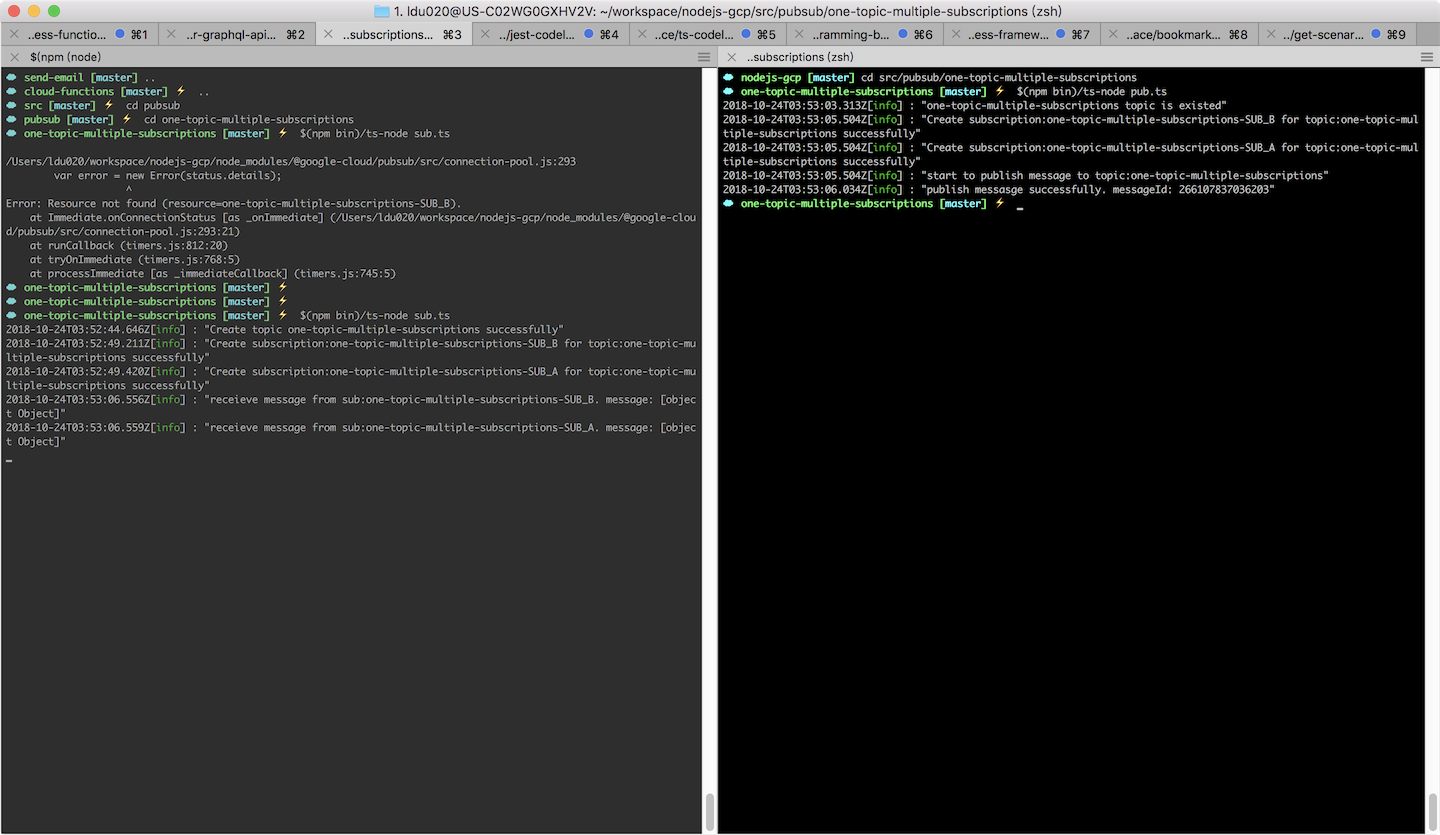 1. ldu020@US-C02WG0GXHV2V: ~/workspace/nodejs-gcp/src/pubsub/one-topic-multiple-subscriptions (zsh)
..ess-functio... ⌘1 ..r-graphql-api... ⌘2 ..subscriptions... ⌘3 ../jest-codel... ⌘4 ..ce/ts-codel... ⌘5 ..ramming-b... ⌘6 ..ess-framew... ⌘7 ..ace/bookmark... ⌘8 ../get-scenar... ⌘9
$(npm (node)
send-email [master] ..
cloud-functions [master] ⚡ ..
src [master] ⚡ cd pubsub
pubsub [master] ⚡ cd one-topic-multiple-subscriptions
one-topic-multiple-subscriptions [master] ⚡ $(npm bin)/ts-node sub.ts
/Users/ldu020/workspace/nodejs-gcp/node_modules/@google-cloud/pubsub/src/connection-pool.js:293
var error = new Error(status.details);
^
Error: Resource not found (resource=one-topic-multiple-subscriptions-SUB_B).
at Immediate.onConnectionStatus [as _onImmediate] (/Users/ldu020/workspace/nodejs-gcp/node_modules/@google-clou
d/pubsub/src/connection-pool.js:293:21)
at runCallback (timers.js:812:20)
at tryOnImmediate (timers.js:768:5)
at processImmediate [as _immediateCallback] (timers.js:745:5)
one-topic-multiple-subscriptions [master] ⚡
one-topic-multiple-subscriptions [master] ⚡
one-topic-multiple-subscriptions [master] ⚡ $(npm bin)/ts-node sub.ts
2018-10-24T03:52:44.646Z[info] : "Create topic one-topic-multiple-subscriptions successfully"
2018-10-24T03:52:49.211Z[info] : "Create subscription:one-topic-multiple-subscriptions-SUB_B for topic:one-topic-mu
ltiple-subscriptions successfully"
2018-10-24T03:52:49.420Z[info] : "Create subscription:one-topic-multiple-subscriptions-SUB_A for topic:one-topic-mu
ltiple-subscriptions successfully"
2018-10-24T03:53:06.556Z[info] : "receieve message from sub:one-topic-multiple-subscriptions-SUB_B. message: [objec
t Object]"
2018-10-24T03:53:06.559Z[info] : "receieve message from sub:one-topic-multiple-subscriptions-SUB_A. message: [objec
t Object]"
..subscriptions (zsh)
nodejs-gcp [master] cd src/pubsub/one-topic-multiple-subscriptions
one-topic-multiple-subscriptions [master] ⚡ $(npm bin)/ts-node pub.ts
2018-10-24T03:53:03.313Z[info] : "one-topic-multiple-subscriptions topic is existed"
2018-10-24T03:53:05.504Z[info] : "Create subscription:one-topic-multiple-subscriptions-SUB_B for topic:one-topic-mul
tiple-subscriptions successfully"
2018-10-24T03:53:05.504Z[info] : "Create subscription:one-topic-multiple-subscriptions-SUB_A for topic:one-topic-mul
tiple-subscriptions successfully"
2018-10-24T03:53:05.504Z[info] : "start to publish message to topic:one-topic-multiple-subscriptions"
2018-10-24T03:53:06.034Z[info] : "publish messasge successfully. messageId: 266107837036203"
one-topic-multiple-subscriptions [master] ⚡